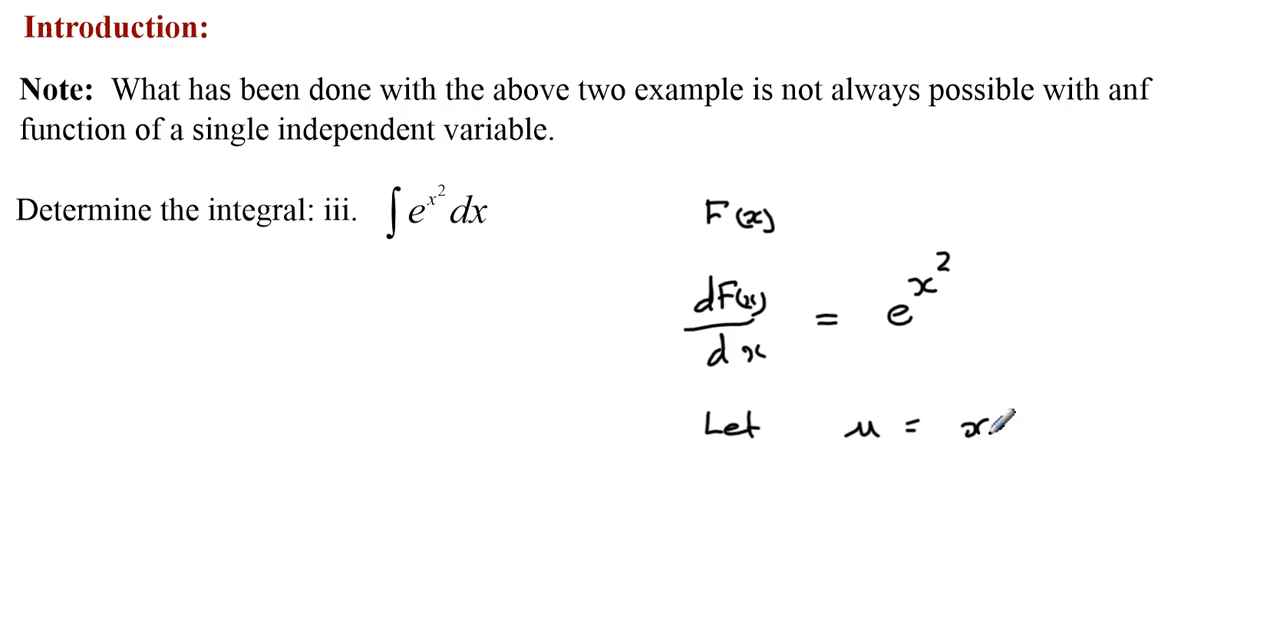 Introduction:
Note: What has been done with the above two example is not always possible with anf
function of a single independent variable.
Determine the integral: iii. ∫ e^{x^2} dx
F(x)
dF(x)/dx = e^{x^2}
Let u = x